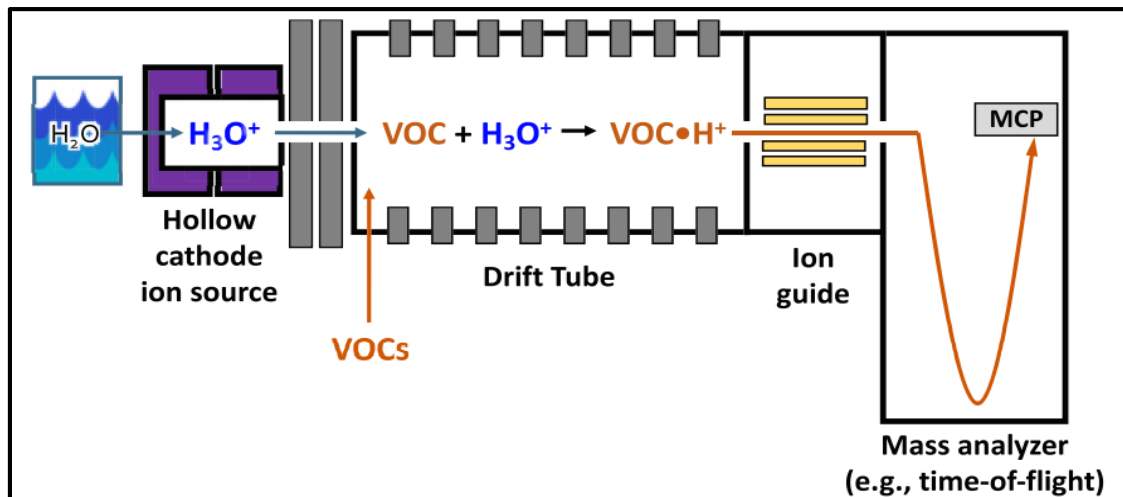 H₂O
H₃O⁺
VOC + H₃O⁺ → VOC•H⁺
MCP
Hollow
cathode
ion source
VOCs
Drift Tube
Ion
guide
Mass analyzer
(e.g., time-of-flight)